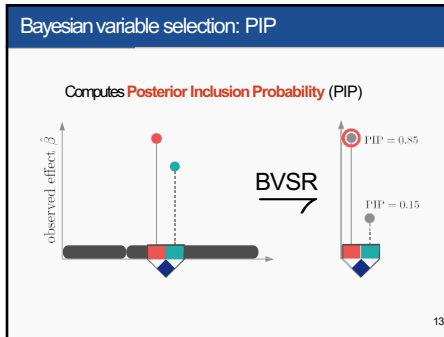 Bayesian variable selection: PIP
Computes Posterior Inclusion Probability (PIP)
observed effect β̂
BVSR
PIP = 0.85
PIP = 0.15
13